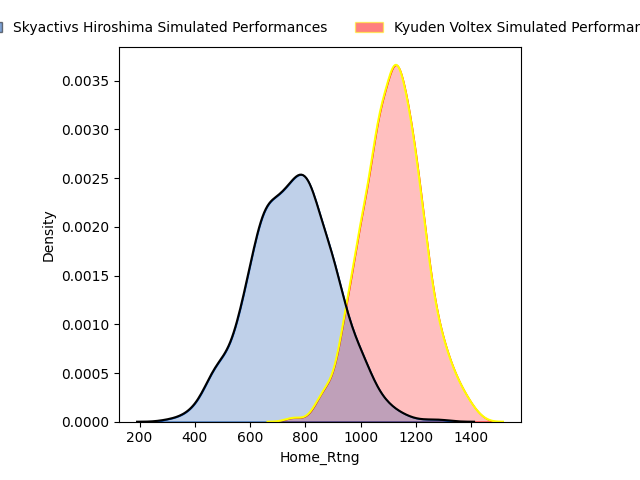 Skyactivs Hiroshima Simulated Performances
Kyuden Voltex Simulated
0.0035
0.0030
0.0025
0.0020
0.0015
0.0010
0.0005
0.0000
Density
200 400 600 800 1000 1200 1400
Home_Rtng